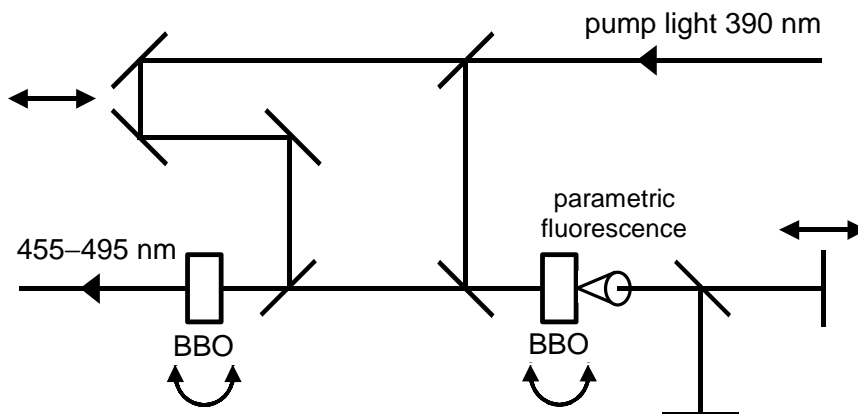 pump light 390 nm
parametric
fluorescence
455–495 nm
BBO
BBO